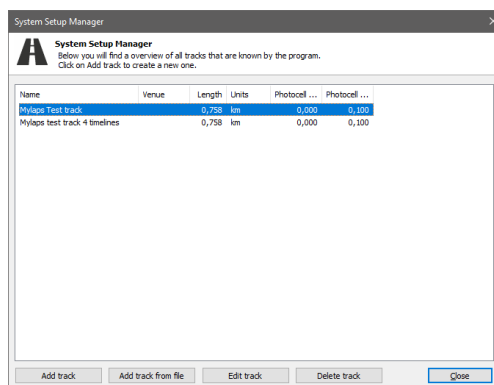 System Setup Manager
System Setup Manager
Below you will find a overview of all tracks that are known by the program.
Click on Add track to create a new one.
Name Venue Length Units Photocell ... Photocell ...
Mylaps Test track 0,758 km 0,000 0,100
Mylaps test track 4 timelines 0,758 km 0,000 0,100
Add track Add track from file Edit track Delete track Close